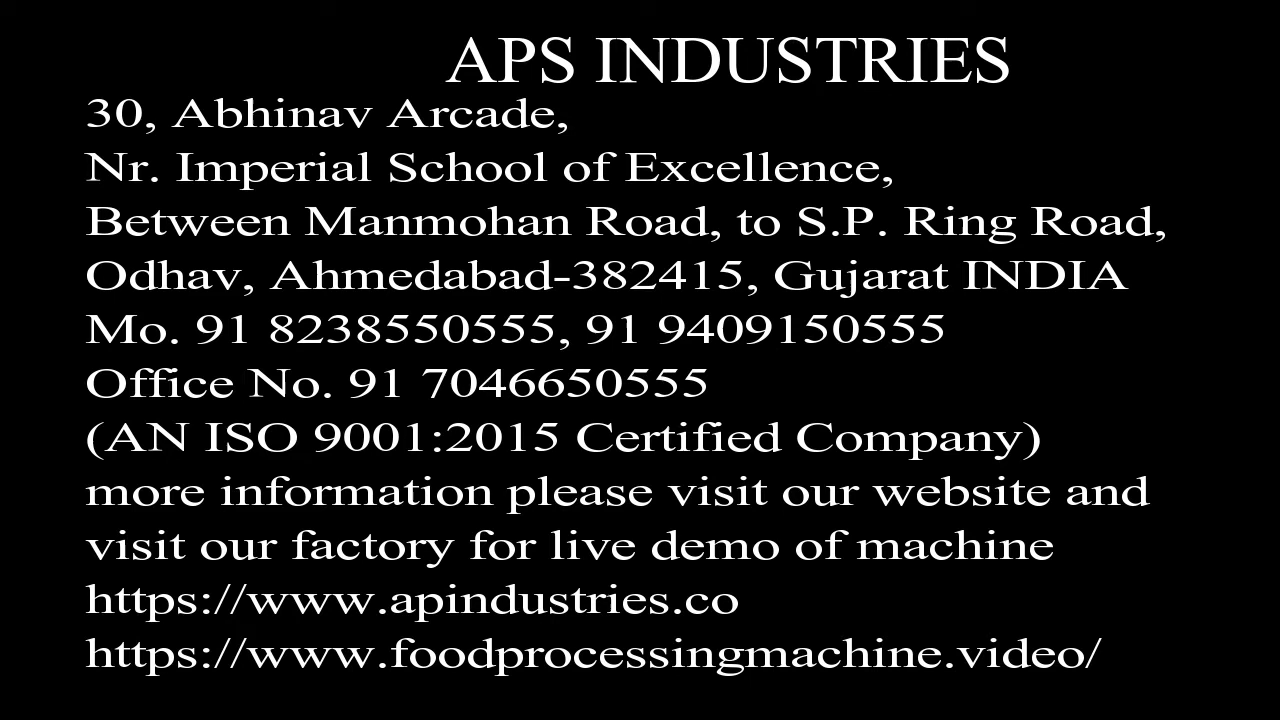 APS INDUSTRIES
30, Abhinav Arcade,
Nr. Imperial School of Excellence,
Between Manmohan Road, to S.P. Ring Road,
Odhav, Ahmedabad-382415, Gujarat INDIA
Mo. 91 8238550555, 91 9409150555
Office No. 91 7046650555
(AN ISO 9001:2015 Certified Company)
more information please visit our website and
visit our factory for live demo of machine
https://www.apindustries.co
https://www.foodprocessingmachine.video/